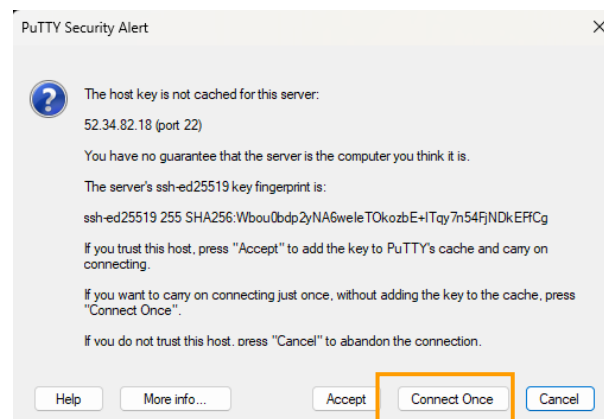 PuTTY Security Alert
The host key is not cached for this server:
52.34.82.18 (port 22)
You have no guarantee that the server is the computer you think it is.
The server's ssh-ed25519 key fingerprint is:
ssh-ed25519 255 SHA256:Wbou0bdp2yNA6weleTOkozbE+ITqy7n54FjNDkEFfCg
If you trust this host, press "Accept" to add the key to PuTTY's cache and carry on
connecting.
If you want to carry on connecting just once, without adding the key to the cache, press
"Connect Once".
If you do not trust this host, press "Cancel" to abandon the connection.
Help More info... Accept Connect Once Cancel